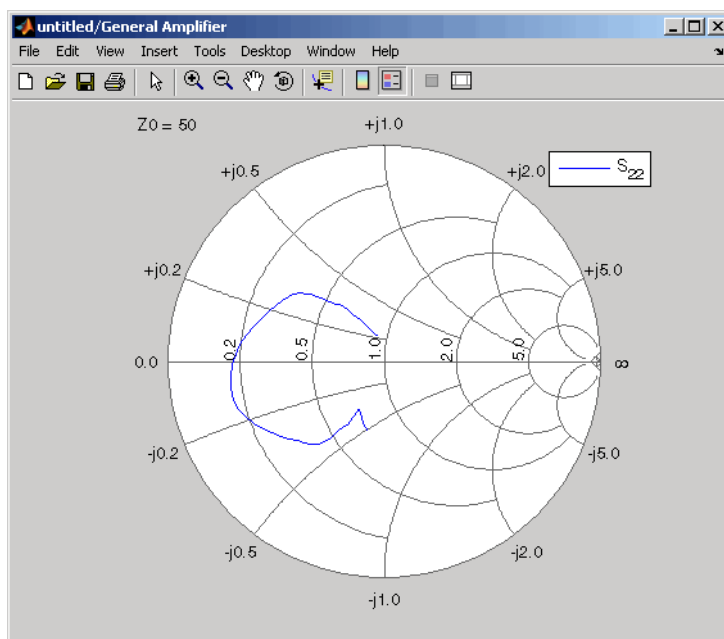 untitled/General Amplifier
File Edit View Insert Tools Desktop Window Help
Z0 = 50
+j1.0
+j0.5
+j2.0
S22
+j0.2
+j5.0
0.0
0.2
0.5
1.0
2.0
5.0
∞
-j0.2
-j5.0
-j0.5
-j2.0
-j1.0